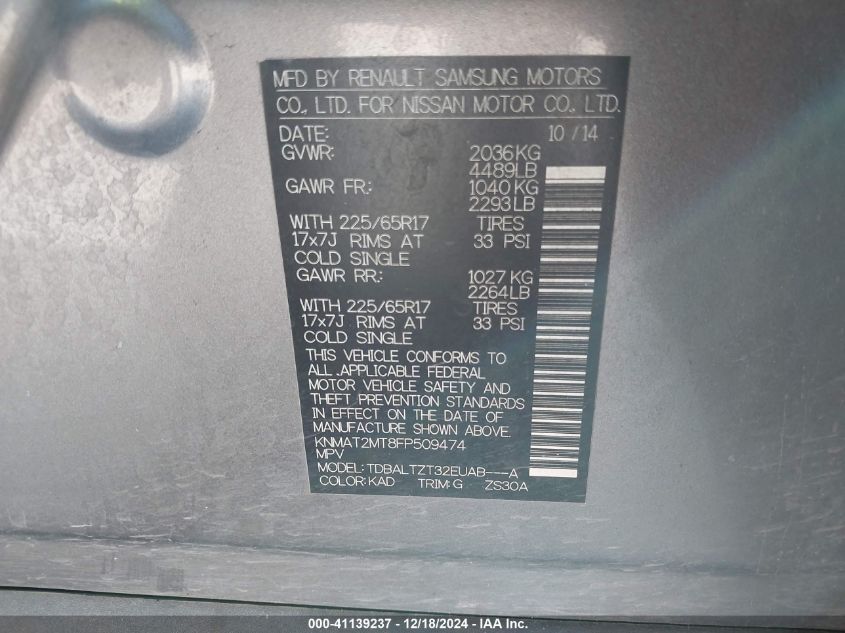 MFD BY RENAULT SAMSUNG MOTORS
CO., LTD. FOR NISSAN MOTOR CO., LTD.
DATE: 10 / 14
GVWR: 2036KG
4489LB
GAWR FR.: 1040KG
2293LB
WITH 225/65R17 TIRES
17x7J RIMS AT 33 PSI
COLD SINGLE
GAWR RR.: 1027 KG
2264LB
WITH 225/65R17 TIRES
17x7J RIMS AT 33 PSI
COLD SINGLE
THIS VEHICLE CONFORMS TO
ALL .APPLICABLE FEDERAL
MOTOR VEHICLE SAFETY AND
THEFT PREVENTION STANDARDS
IN EFFECT ON THE DATE OF
MANUFACTURE SHOWN ABOVE.
KNMAT2MT8FP509474
MPV
MODEL: TDBALTZT32EUAB---A
COLOR: KAD TRIM: G ZS30A
000-41139237 - 12/18/2024 - IAA Inc.